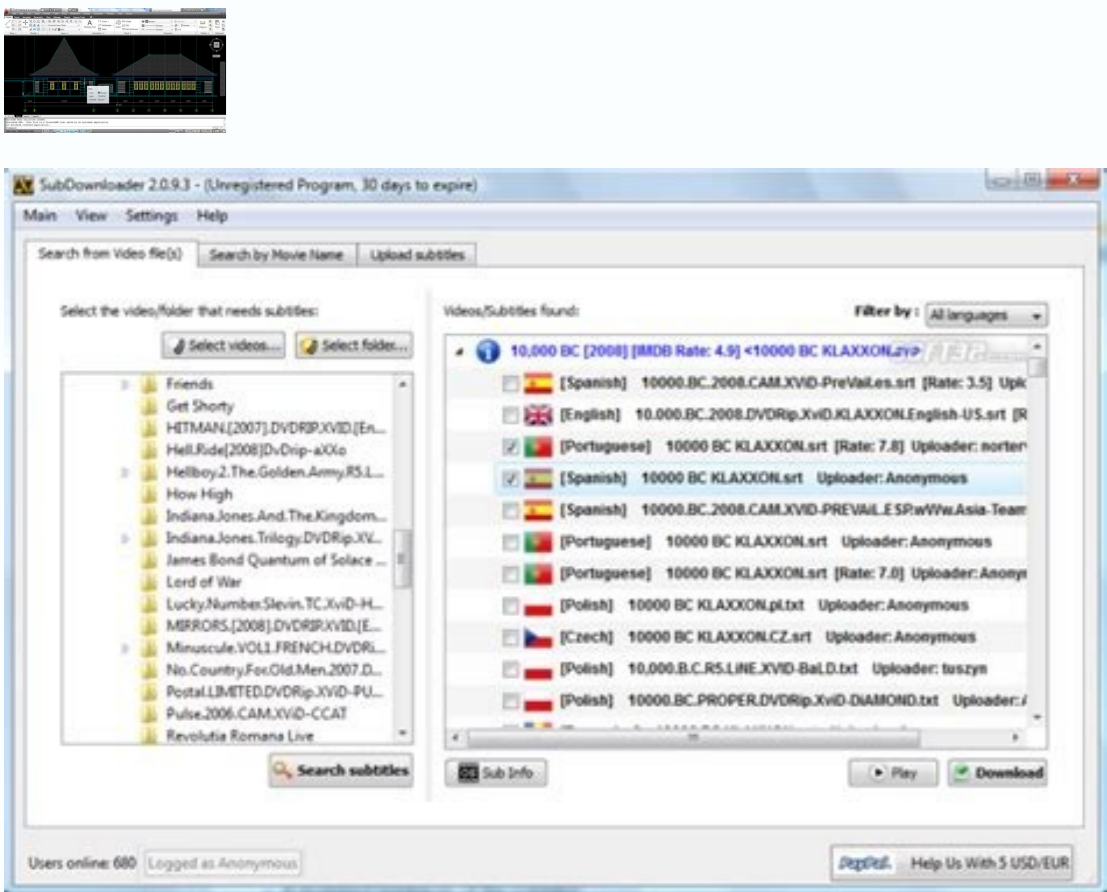 SubDownloader 2.0.9.3 - (Unregistered Program, 30 days to expire)
Main View Settings Help
Search from Video file(s) Search by Movie Name Upload subtitles
Select the video/folder that needs subtitles:
Select videos... Select folder...
Friends
Get Shorty
HITMAN.[2007].DVDRIP.XVID.[En...
Hell.Ride[2008]DvDrip-aXXo
Hellboy.2.The.Golden.Army.R5.L...
How High
Indiana.Jones.And.The.Kingdom...
Indiana.Jones.Trilogy.DVDRip.XV...
James Bond Quantum of Solace ...
Lord of War
Lucky.Number.Slevin.TC.XviD-H...
MIRRORS.[2008].DVDRIP.XVID.[E...
Minuscule.VOL1.FRENCH.DVDRi...
No.Country.For.Old.Men.2007.D...
Postal.LIMITED.DVDRip.XViD-PU...
Pulse.2006.CAM.XViD-CCAT
Revolutia Romana Live
Search subtitles
Videos/Subtitles found:
Filter by : All languages
10,000 BC [2008] [IMDB Rate: 4.9] <10000 BC KLAXXON.avi>
SOFT32.com
[Spanish] 10000.BC.2008.CAM.XViD-PreVail.es.srt [Rate: 3.5] Uplo
[English] 10.000.BC.2008.DVDRip.XviD.KLAXXON.English-US.srt [R
[Portuguese] 10000 BC KLAXXON.srt [Rate: 7.8] Uploader: norter
[Spanish] 10000 BC KLAXXON.srt Uploader: Anonymous
[Spanish] 10000.BC.2008.CAM.XVID-PREVAiL.ESP.wWw.Asia-Team
[Portuguese] 10000 BC KLAXXON.srt Uploader: Anonymous
[Portuguese] 10000 BC KLAXXON.srt [Rate: 7.0] Uploader: Anony
[Polish] 10000 BC KLAXXON.pl.txt Uploader: Anonymous
[Czech] 10000 BC KLAXXON.CZ.srt Uploader: Anonymous
[Polish] 10,000.B.C.R5.LiNE.XVID-BaLD.txt Uploader: tuszyn
[Polish] 10000.BC.PROPER.DVDRip.XviD-DiAMOND.txt Uploader:
Sub Info
Play Download
Users online: 680 Logged as Anonymous
PayPal. Help Us With 5 USD/EUR